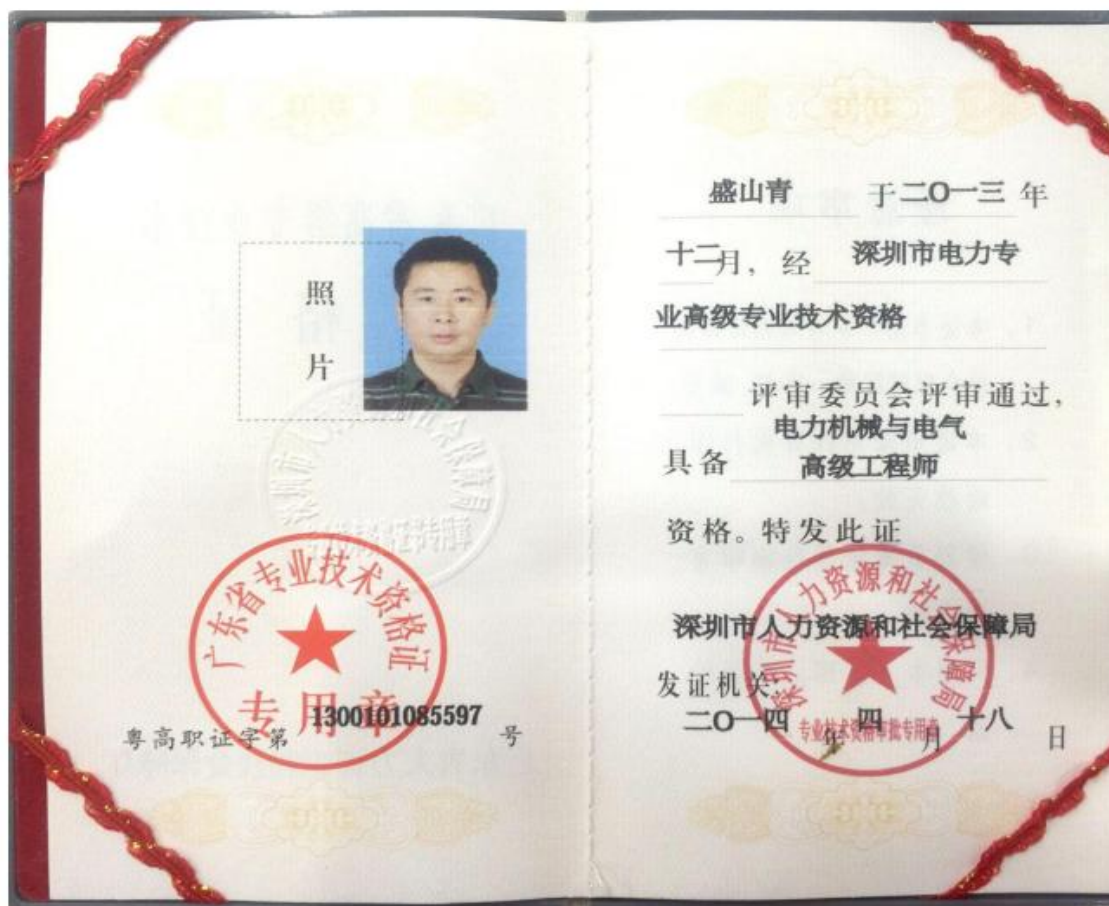 照
片
广东省专业技术资格证
专用章
粤高职证字第 1300101085597 号
盛山青 于二〇一三 年
十二月，经 深圳市电力专
业高级专业技术资格
评审委员会评审通过，
电力机械与电气
具备 高级工程师
资格。特发此证
深圳市人力资源和社会保障局
深圳市人力资源和社会保障局
发证机关：
二〇一四 年 四 月 十八 日
专业技术资格审批专用章